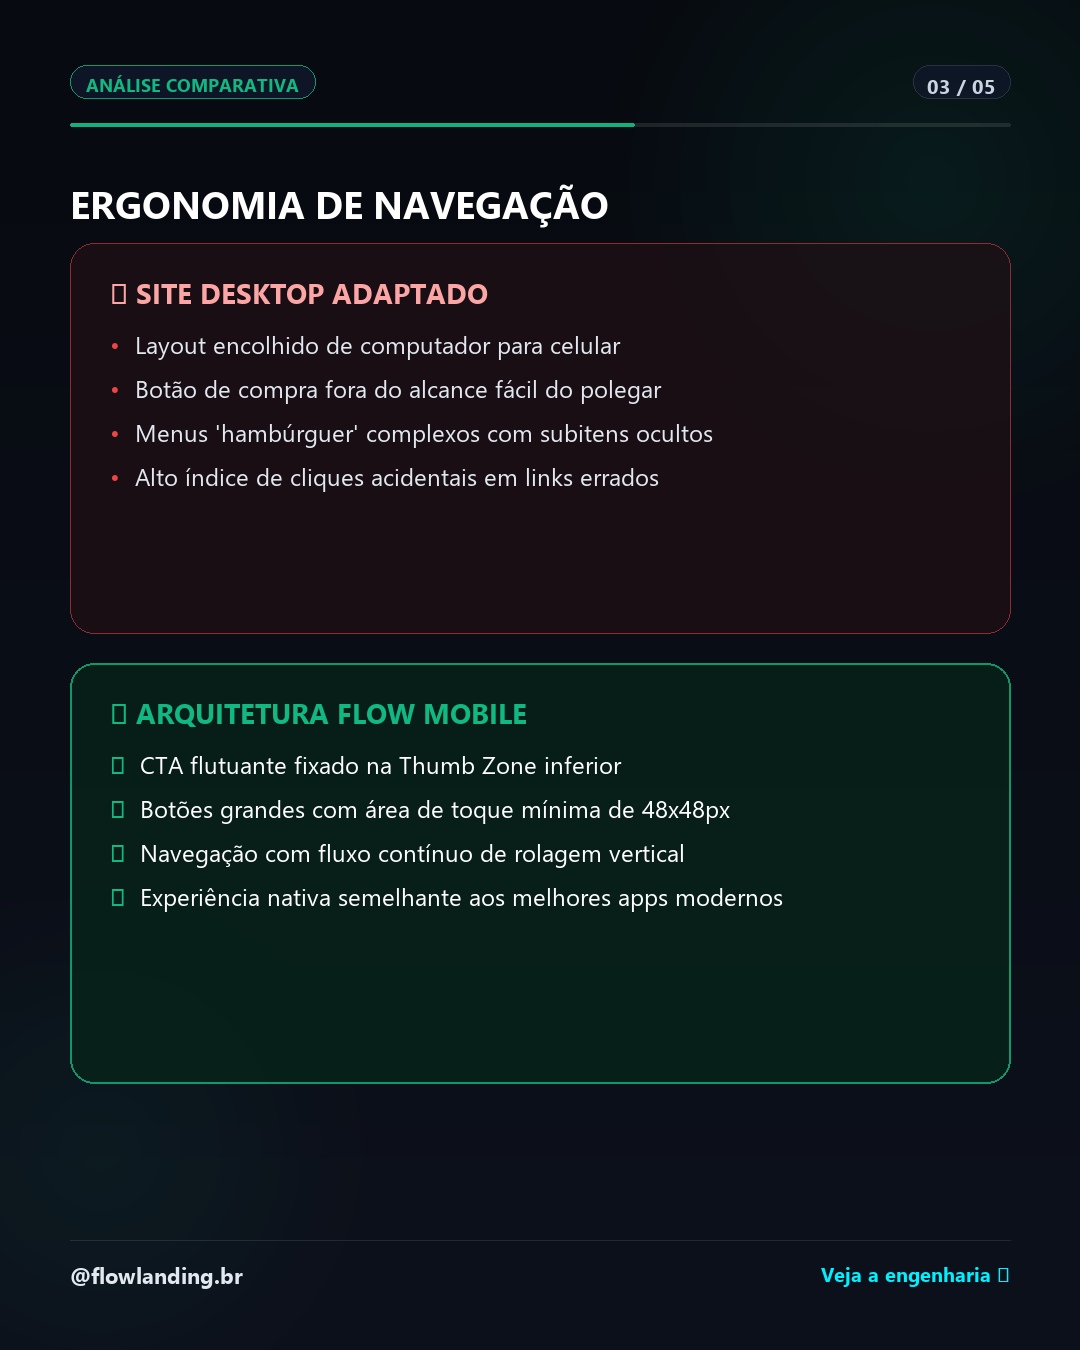 ANÁLISE COMPARATIVA
03 / 05
ERGONOMIA DE NAVEGAÇÃO
SITE DESKTOP ADAPTADO
• Layout encolhido de computador para celular
• Botão de compra fora do alcance fácil do polegar
• Menus 'hambúrguer' complexos com subitens ocultos
• Alto índice de cliques acidentais em links errados
ARQUITETURA FLOW MOBILE
CTA flutuante fixado na Thumb Zone inferior
Botões grandes com área de toque mínima de 48x48px
Navegação com fluxo contínuo de rolagem vertical
Experiência nativa semelhante aos melhores apps modernos
@flowlanding.br
Veja a engenharia